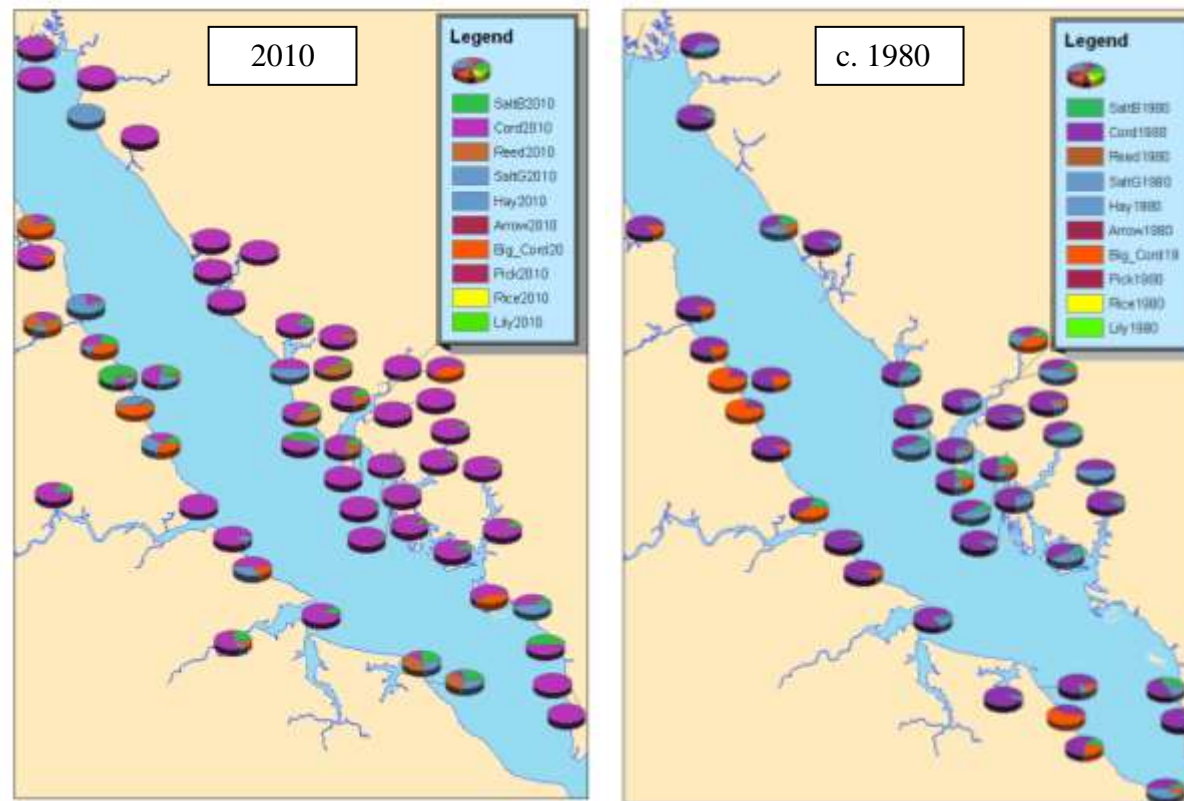 2010
Legend
SaltB2010
Cord2010
Reed2010
SaltG2010
Hay2010
Arrow2010
Big_Cord20
Pick2010
Rice2010
Lily2010
c. 1980
Legend
SaltB1980
Cord1980
Reed1980
SaltG1980
Hay1980
Arrow1980
Big_Cord19
Pick1980
Rice1980
Lily1980